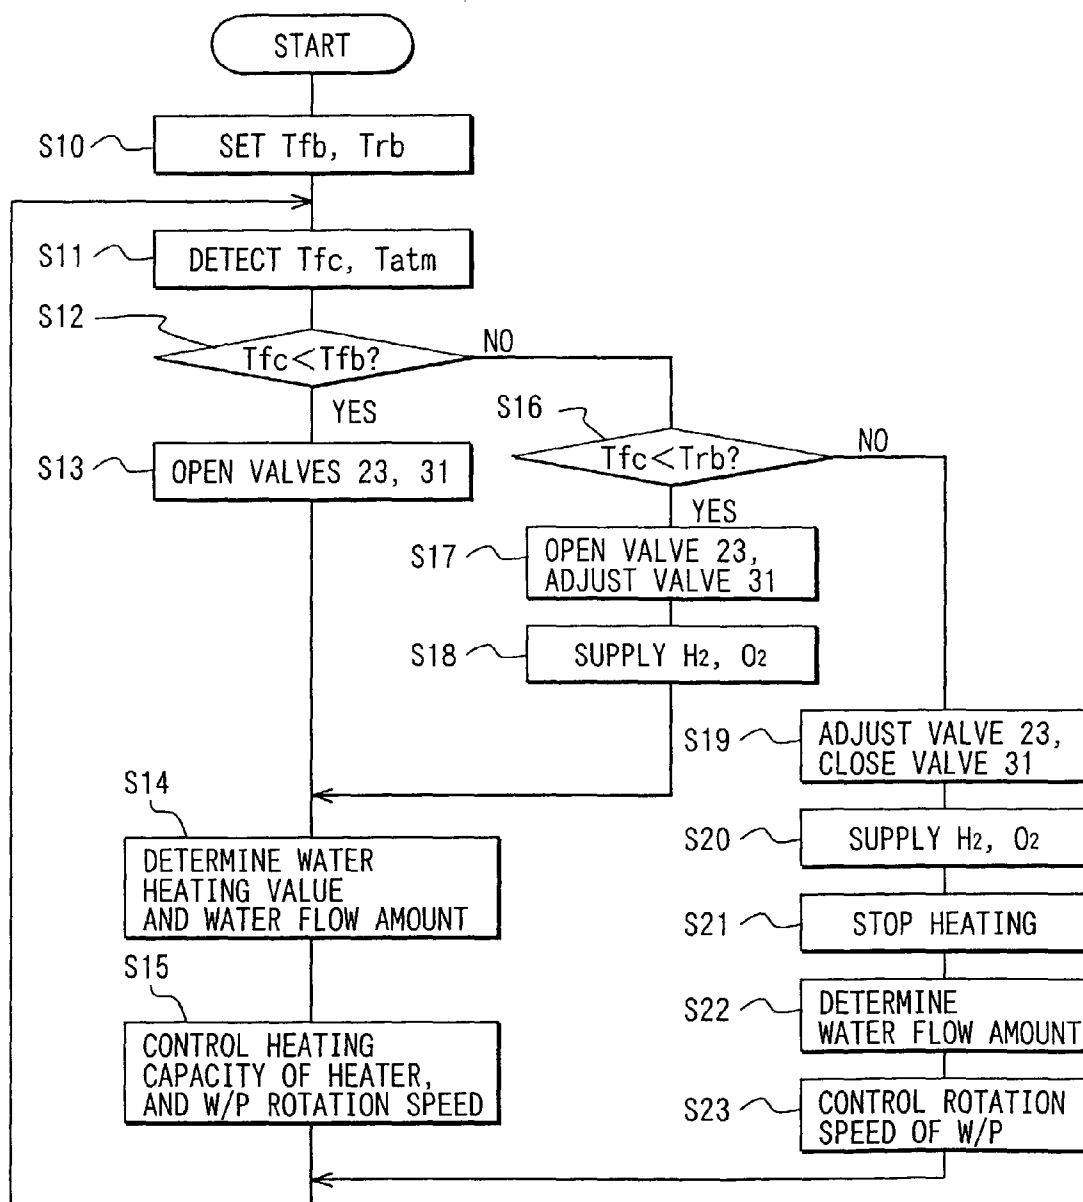 START
S10
SET Tfb, Trb
S11
DETECT Tfc, Tatm
S12
Tfc<Tfb?
NO
YES
S13
OPEN VALVES 23, 31
S16
Tfc<Trb?
NO
YES
S17
OPEN VALVE 23,
ADJUST VALVE 31
S18
SUPPLY H2, O2
S14
DETERMINE WATER
HEATING VALUE
AND WATER FLOW AMOUNT
S15
CONTROL HEATING
CAPACITY OF HEATER,
AND W/P ROTATION SPEED
S19
ADJUST VALVE 23,
CLOSE VALVE 31
S20
SUPPLY H2, O2
S21
STOP HEATING
S22
DETERMINE
WATER FLOW AMOUNT
S23
CONTROL ROTATION
SPEED OF W/P